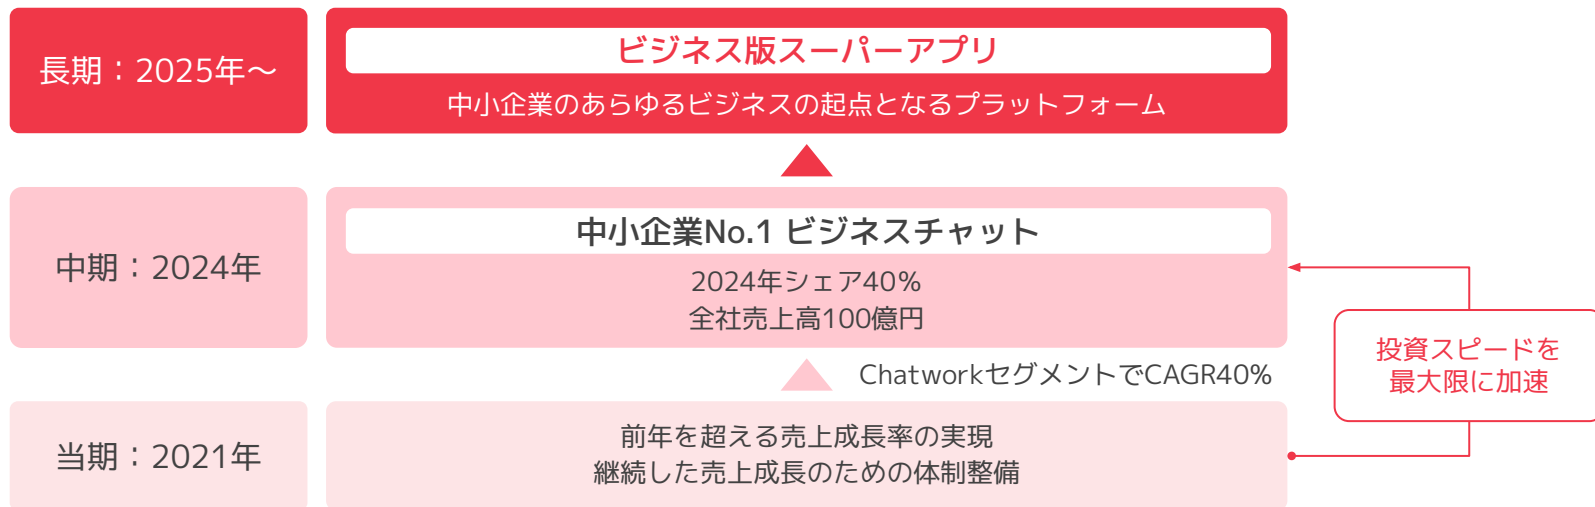 長期：2025年～
ビジネス版スーパーアプリ
中小企業のあらゆるビジネスの起点となるプラットフォーム
中期：2024年
中小企業No.1 ビジネスチャット
2024年シェア40%
全社売上高100億円
ChatworkセグメントでCAGR40%
投資スピードを
最大限に加速
当期：2021年
前年を超える売上成長率の実現
継続した売上成長のための体制整備